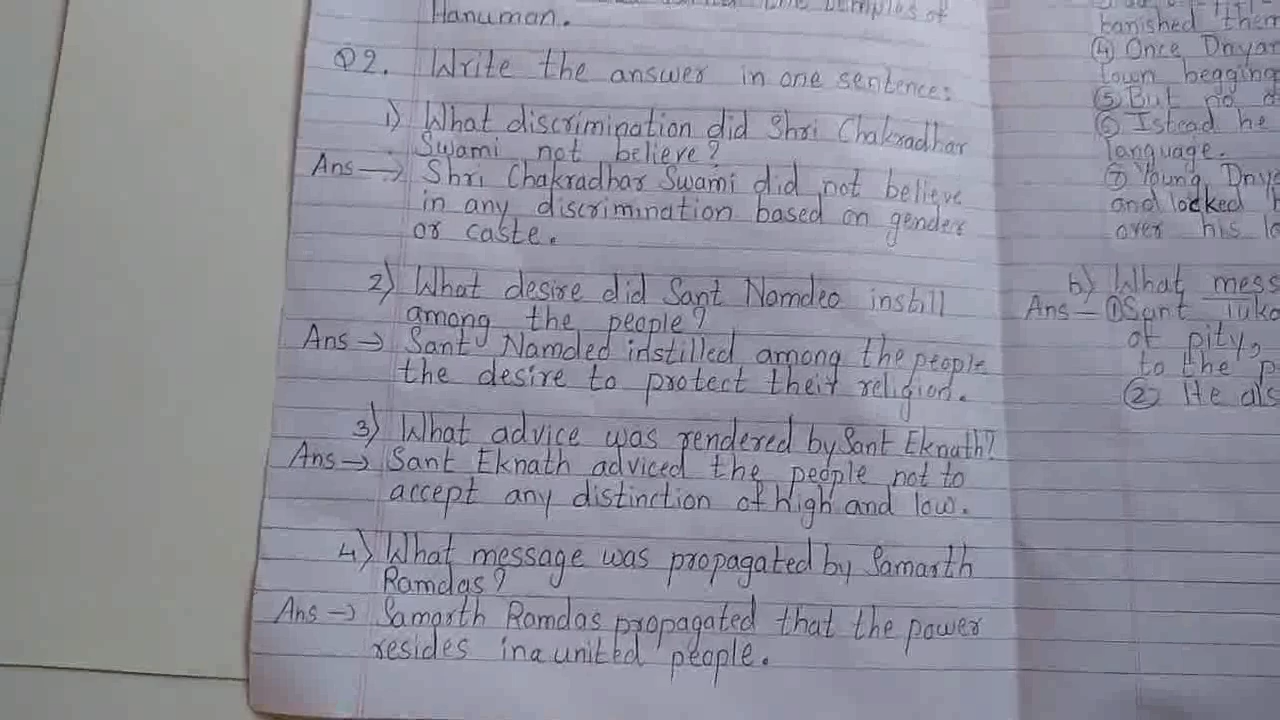 Hanuman.
temples of
Q2. Write the answer in one sentence:
1) What discrimination did Shri Chakradhar
Swami not believe?
Ans → Shri Chakradhar Swami did not believe
in any discrimination based on gender
or caste.
2) What desire did Sant Namdeo instill
among the people?
Ans → Sant Namded instilled among the people
the desire to protect their religion.
3) What advice was rendered by Sant Eknath?
Ans → Sant Eknath adviced the people not to
accept any distinction of high and low.
4) What message was propagated by Samarth
Ramdas?
Ans → Samarth Ramdas propagated that the power
resides in a united people.
banished them
④ Once Dnya
town begging
⑤ But no
⑥ Istead he
language.
⑦ Young Dny
and locked
over his
b) What mess
Ans - ① Sant Tuka
of pity,
to the p
② He als